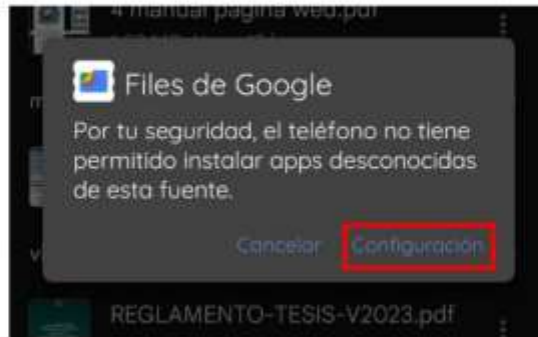 4 manual pagina wed.pdf
Files de Google
Por tu seguridad, el teléfono no tiene
permitido instalar apps desconocidas
de esta fuente.
Cancelar Configuración
REGLAMENTO-TESIS-V2023.pdf